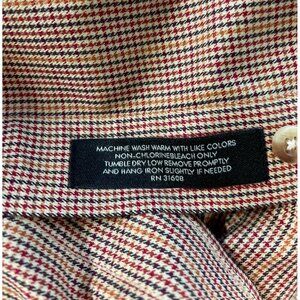 MACHINE WASH WARM WITH LIKE COLORS
NON-CHLORINEBLEACH ONLY
TUMBLE DRY LOW REMOVE PROMPTLY
AND HANG IRON SLIGHTLY IF NEEDED
RN 31608